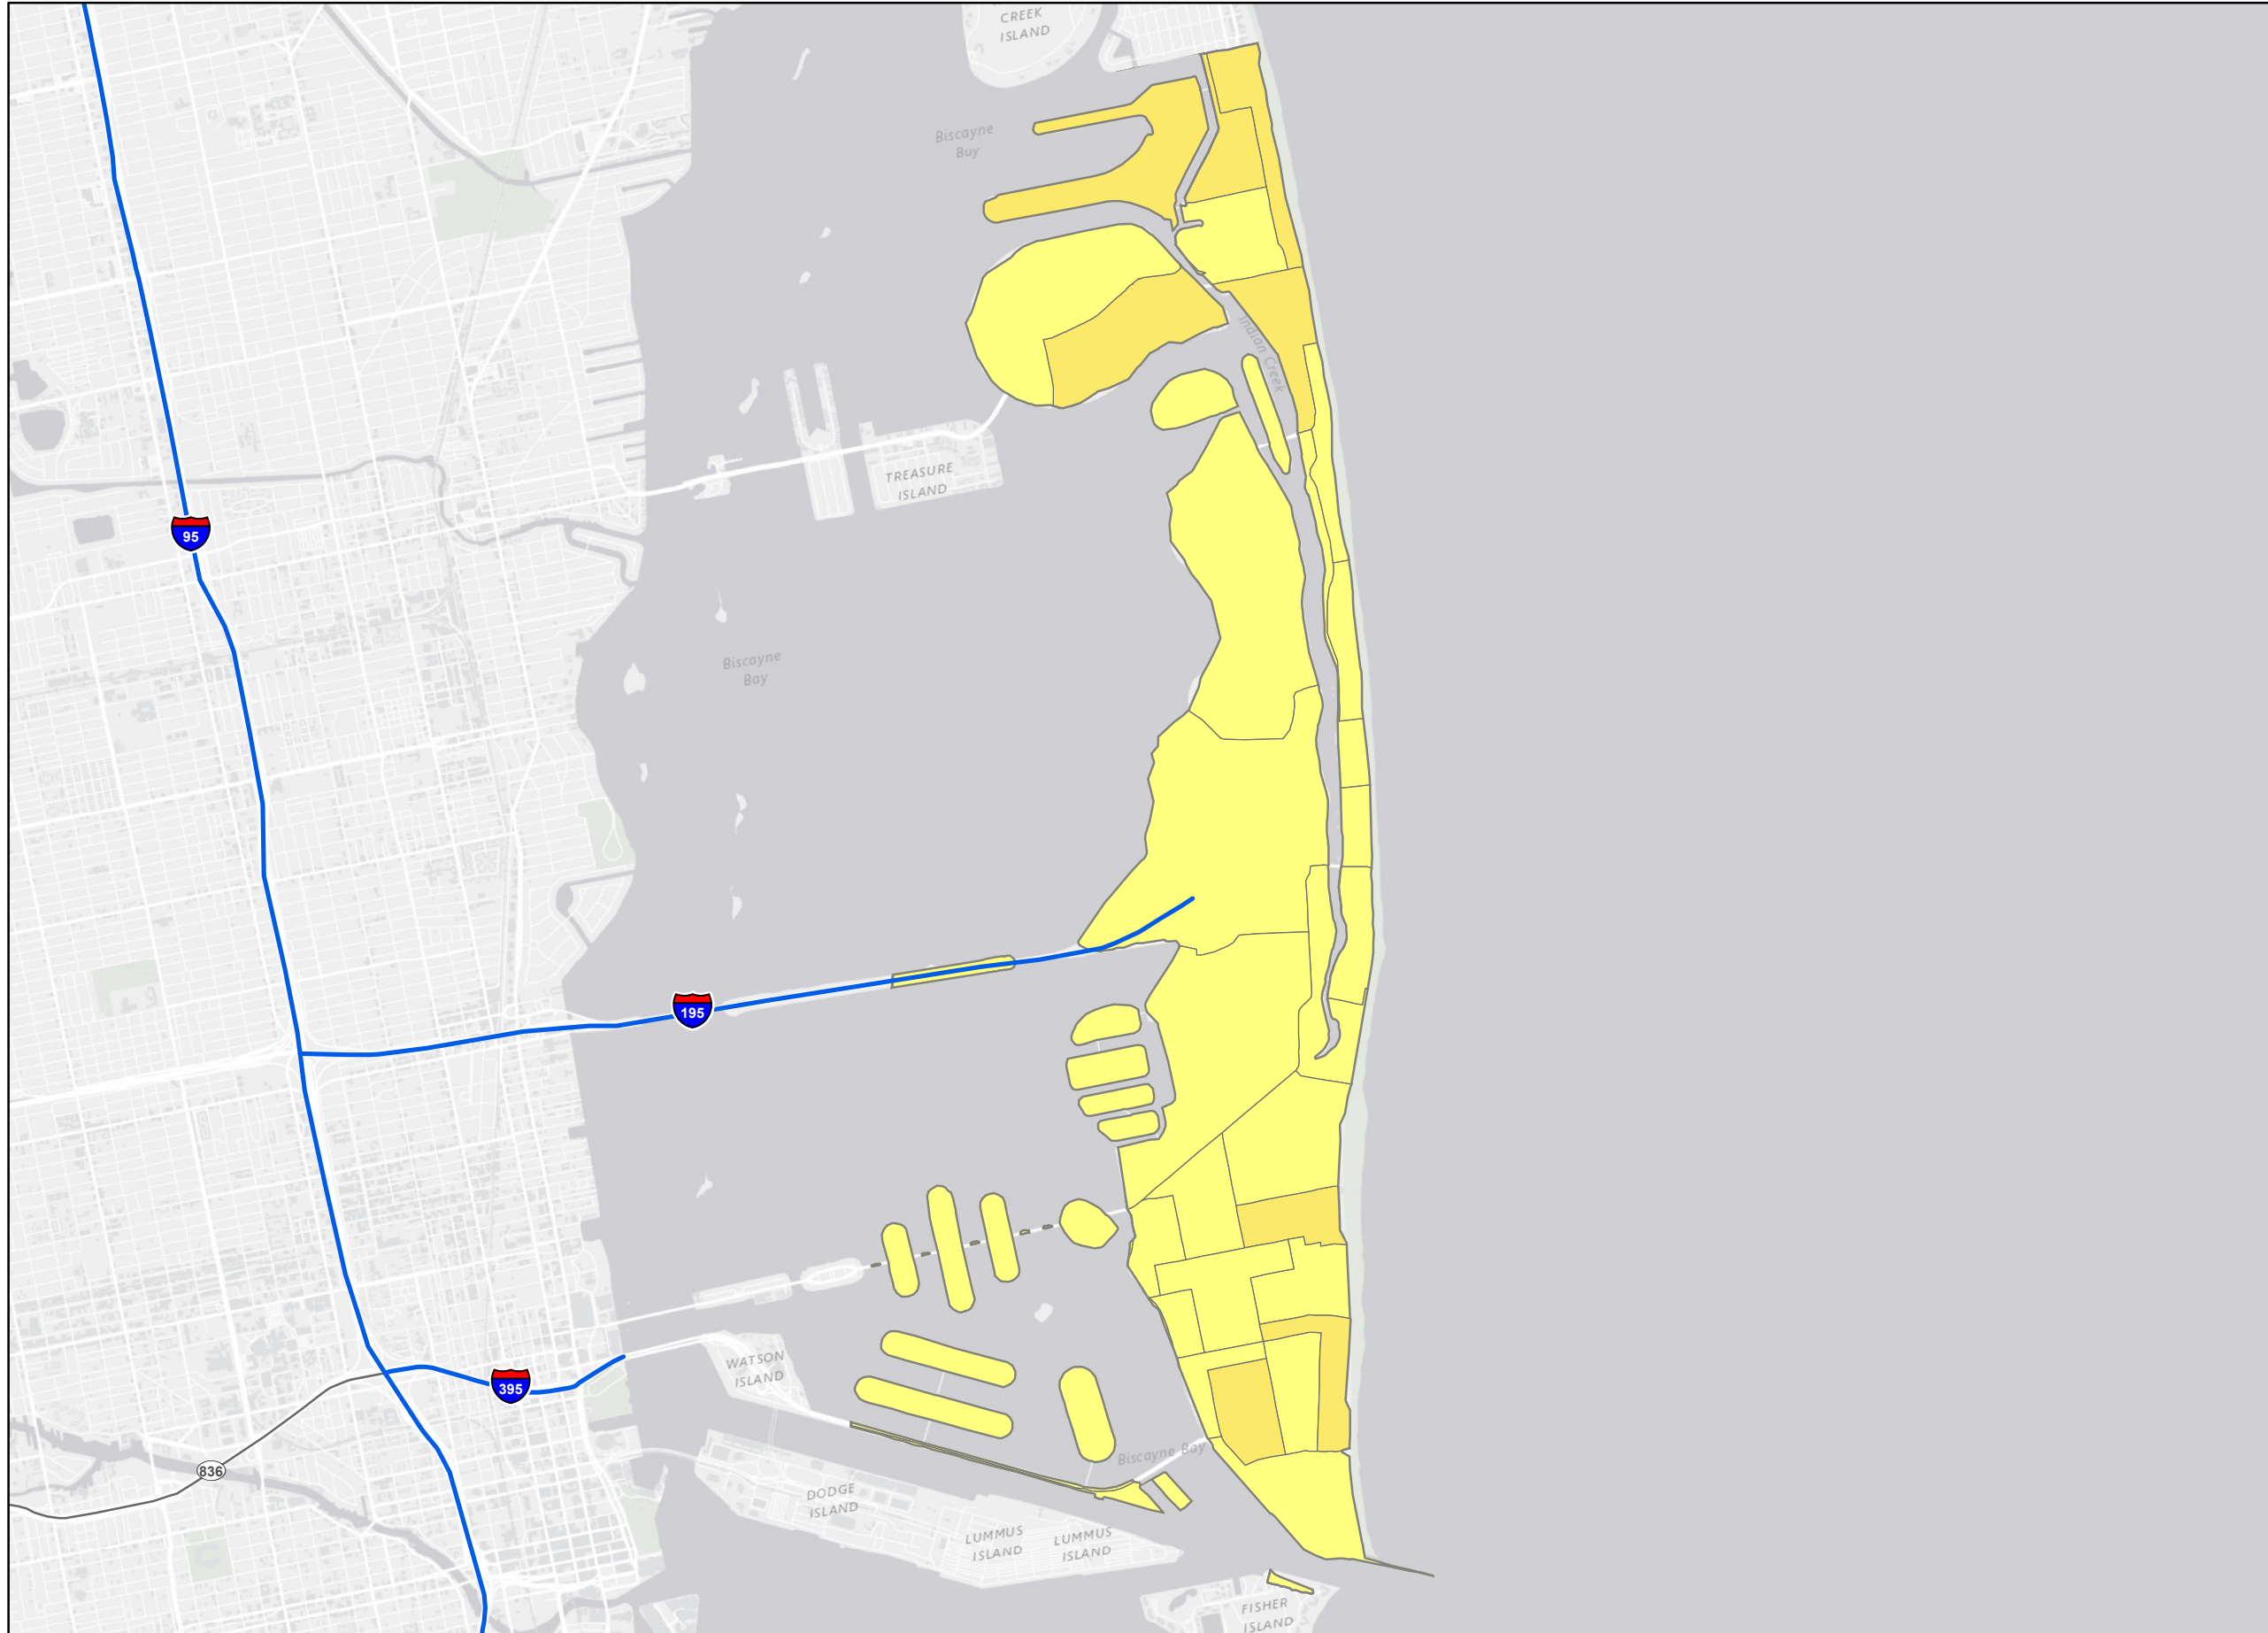 CREEK
ISLAND
Biscayne
Bay
Indian Creek
TREASURE
ISLAND
95
Biscayne
Bay
195
WATSON
ISLAND
395
Biscayne Bay
836
DODGE
ISLAND
LUMMUS
ISLAND
LUMMUS
ISLAND
FISHER
ISLAND